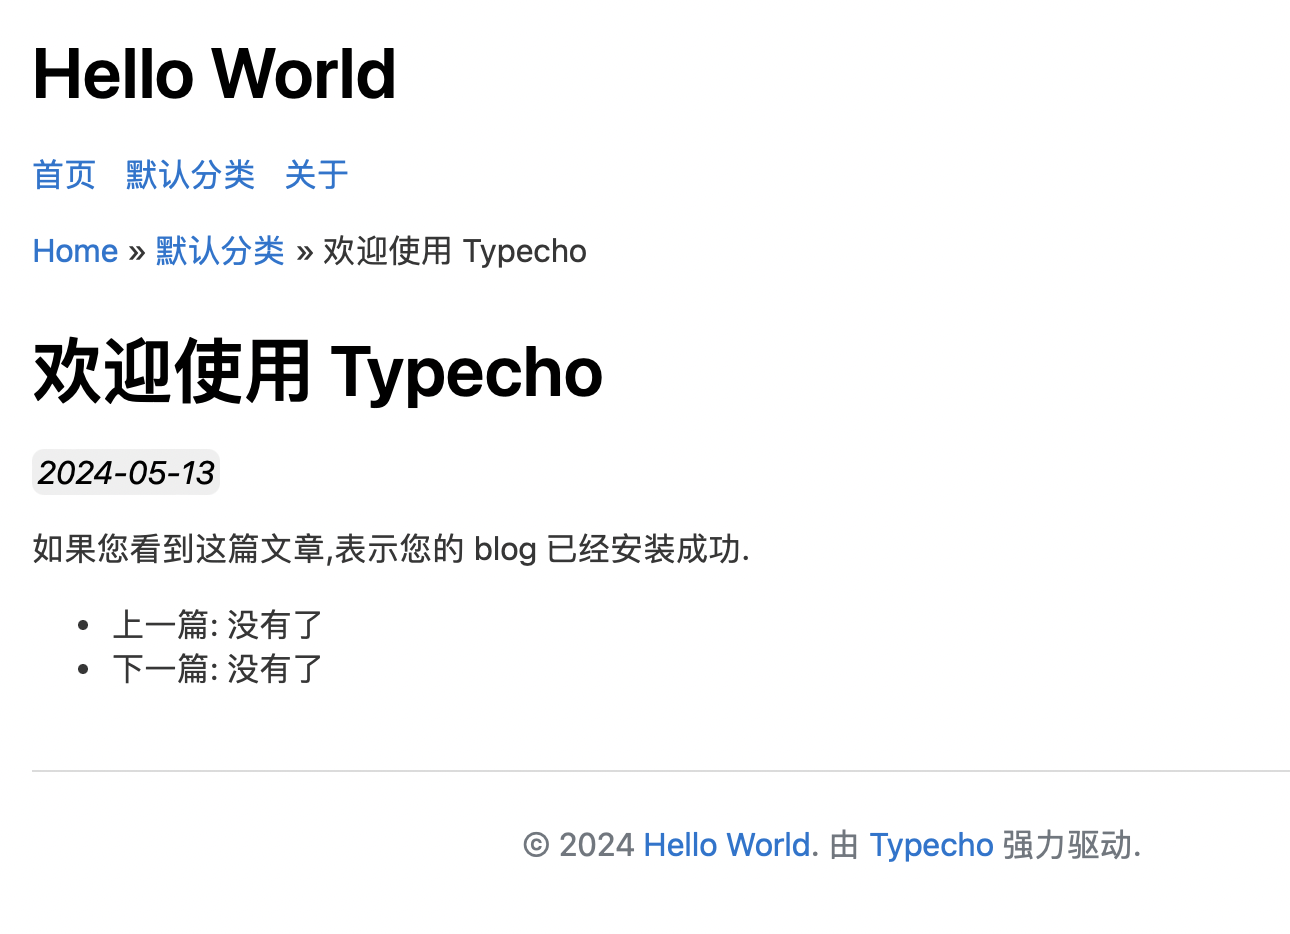 Hello World
首页 默认分类 关于
Home » 默认分类 » 欢迎使用 Typecho
欢迎使用 Typecho
2024-05-13
如果您看到这篇文章,表示您的 blog 已经安装成功.
• 上一篇: 没有了
• 下一篇: 没有了
© 2024 Hello World. 由 Typecho 强力驱动.